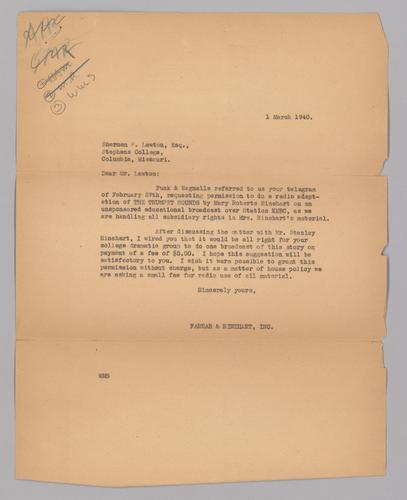 1 March 1940.
Sherman P. Lawton, Esq.,
Stephens College,
Columbia, Missouri.
Dear Mr. Lawton:
Funk & Wagnalls referred to us your telegram
of February 29th, requesting permission to do a radio adapt-
ation of THE TRUMPET SOUNDS by Mary Roberts Rinehart on an
unsponsored educational broadcast over Station KMBC, as we
are handling all subsidiary rights in Mrs. Rinehart's material.
After discussing the matter with Mr. Stanley
Rinehart, I wired you that it would be all right for your
college dramatic group to do one broadcast of this story on
payment of a fee of $5.00. I hope this suggestion will be
satisfactory to you. I wish it were possible to grant this
permission without charge, but as a matter of house policy we
are asking a small fee for radio use of all material.
Sincerely yours,
FARRAR & RINEHART, INC.